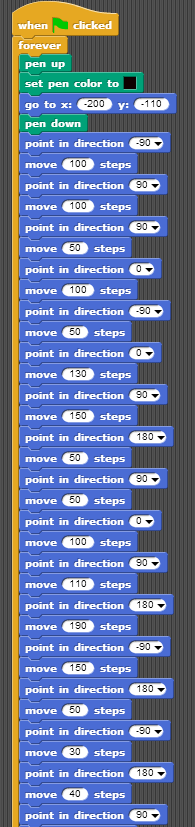 when clicked
forever
pen up
set pen color to
go to x: -200 y: -110
pen down
point in direction -90
move 100 steps
point in direction 90
move 100 steps
point in direction 90
move 50 steps
point in direction 0
move 100 steps
point in direction -90
move 50 steps
point in direction 0
move 130 steps
point in direction 90
move 150 steps
point in direction 180
move 50 steps
point in direction 90
move 50 steps
point in direction 0
move 100 steps
point in direction 90
move 110 steps
point in direction 180
move 190 steps
point in direction -90
move 150 steps
point in direction 180
move 50 steps
point in direction -90
move 30 steps
point in direction 180
move 40 steps
point in direction 90